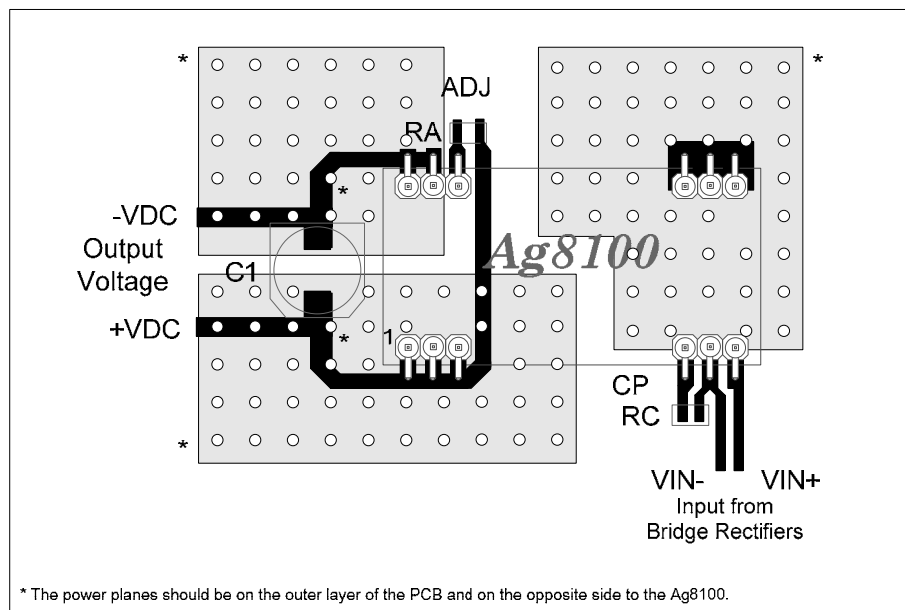 *
*
ADJ
RA
*
-VDC
Output
Voltage
C1
Ag8100
+VDC
1
*
CP
RC
*
VIN-
VIN+
Input from
Bridge Rectifiers
* The power planes should be on the outer layer of the PCB and on the opposite side to the Ag8100.